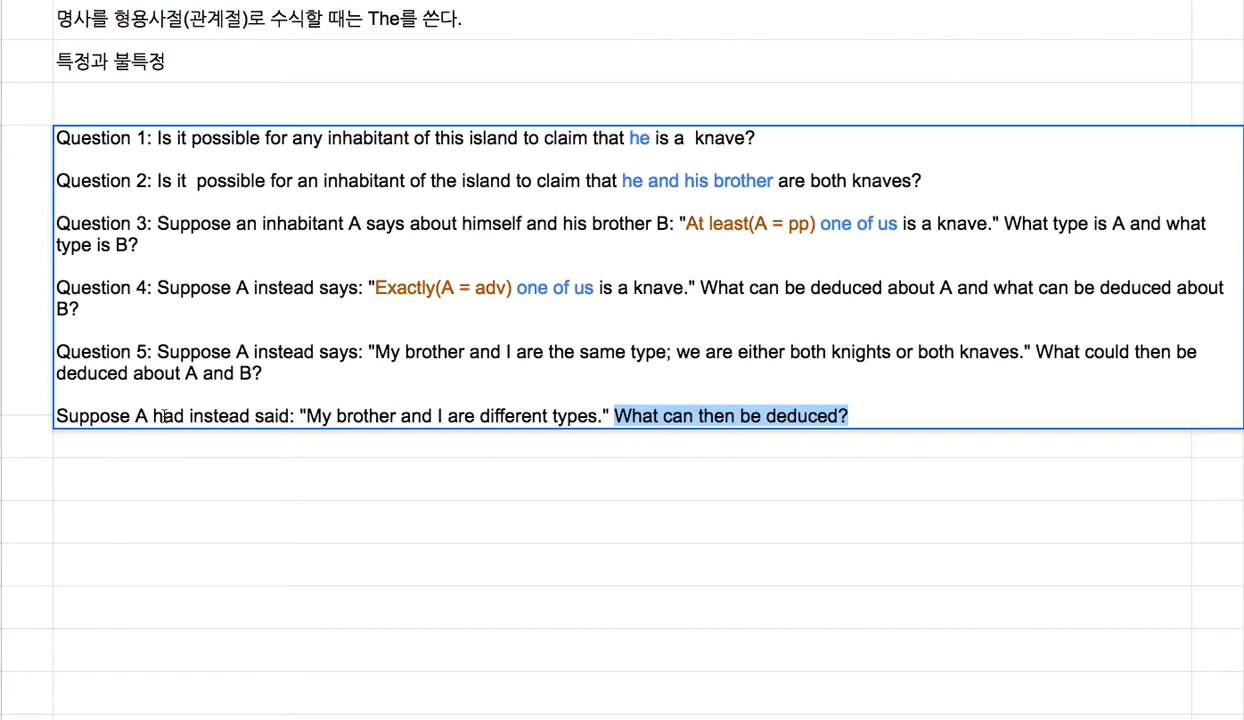 명사를 형용사절(관계절)로 수식할 때는 The를 쓴다.
특정과 불특정
Question 1: Is it possible for any inhabitant of this island to claim that he is a  knave?
Question 2: Is it  possible for an inhabitant of the island to claim that he and his brother are both knaves?
Question 3: Suppose an inhabitant A says about himself and his brother B: "At least(A = pp) one of us is a knave." What type is A and what
type is B?
Question 4: Suppose A instead says: "Exactly(A = adv) one of us is a knave." What can be deduced about A and what can be deduced about
B?
Question 5: Suppose A instead says: "My brother and I are the same type; we are either both knights or both knaves." What could then be
deduced about A and B?
Suppose A had instead said: "My brother and I are different types." What can then be deduced?